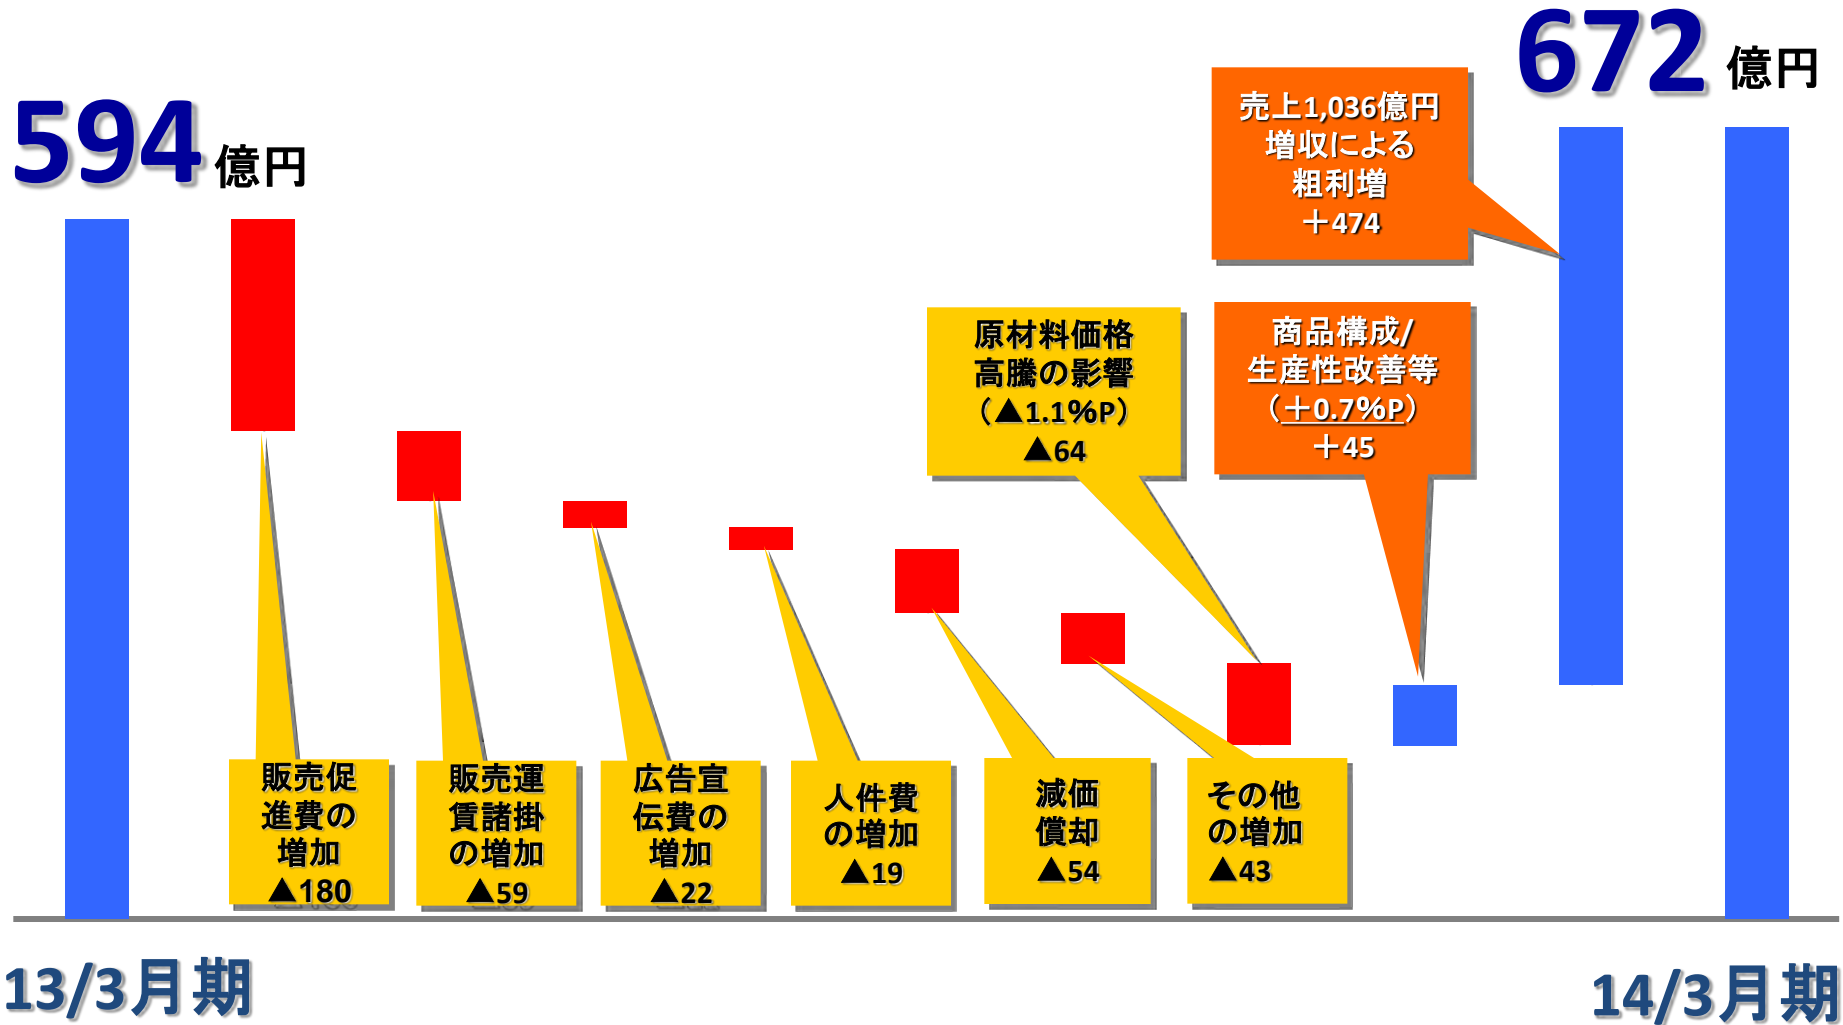 594 億円
販売促
進費の
増加
▲180
販売運
賃諸掛
の増加
▲59
広告宣
伝費の
増加
▲22
人件費
の増加
▲19
減価
償却
▲54
その他
の増加
▲43
原材料価格
高騰の影響
（▲1.1%P）
▲64
商品構成/
生産性改善等
（＋0.7%P）
＋45
売上1,036億円
増収による
粗利増
＋474
672 億円
13/3月期
14/3月期